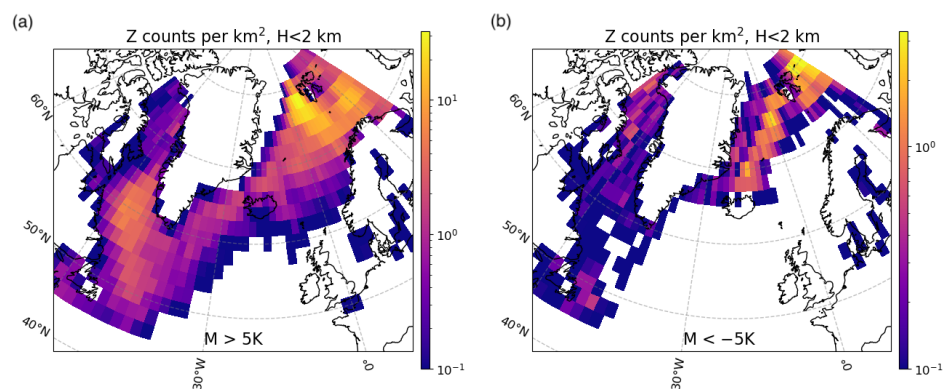 (a)
Z counts per km², H<2 km
60°N
50°N
40°N
30°W
0°
M > 5K
10¹
10⁰
10⁻¹
(b)
Z counts per km², H<2 km
60°N
50°N
40°N
30°W
0°
M < −5K
10⁰
10⁻¹